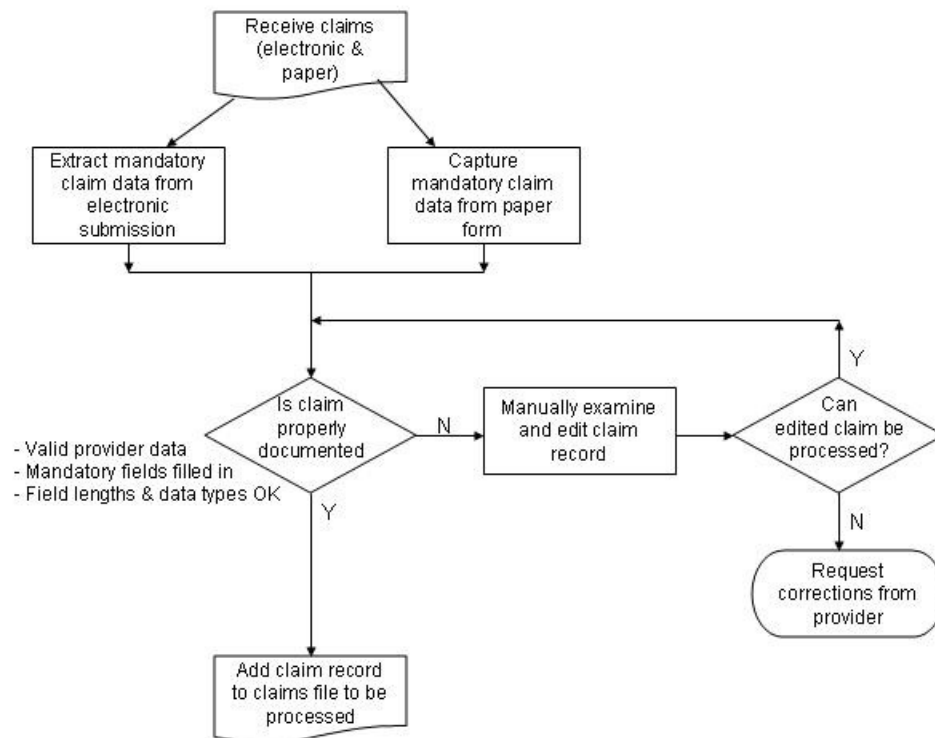 Receive claims
(electronic &
paper)
Extract mandatory
claim data from
electronic
submission
Capture
mandatory claim
data from paper
form
Is claim
properly
documented
- Valid provider data
- Mandatory fields filled in
- Field lengths & data types OK
N
Y
Manually examine
and edit claim
record
Can
edited claim be
processed?
Y
N
Request
corrections from
provider
Add claim record
to claims file to be
processed